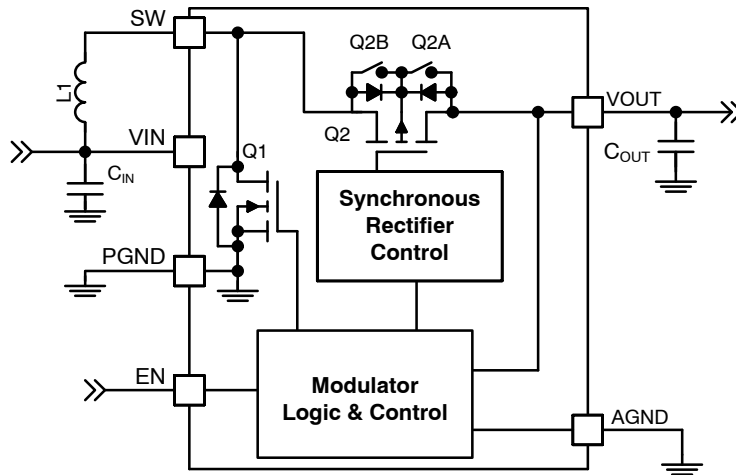 SW
Q2B
Q2A
L1
VOUT
Q2
VIN
Q1
CIN
COUT
Synchronous
Rectifier
Control
PGND
EN
Modulator
Logic & Control
AGND